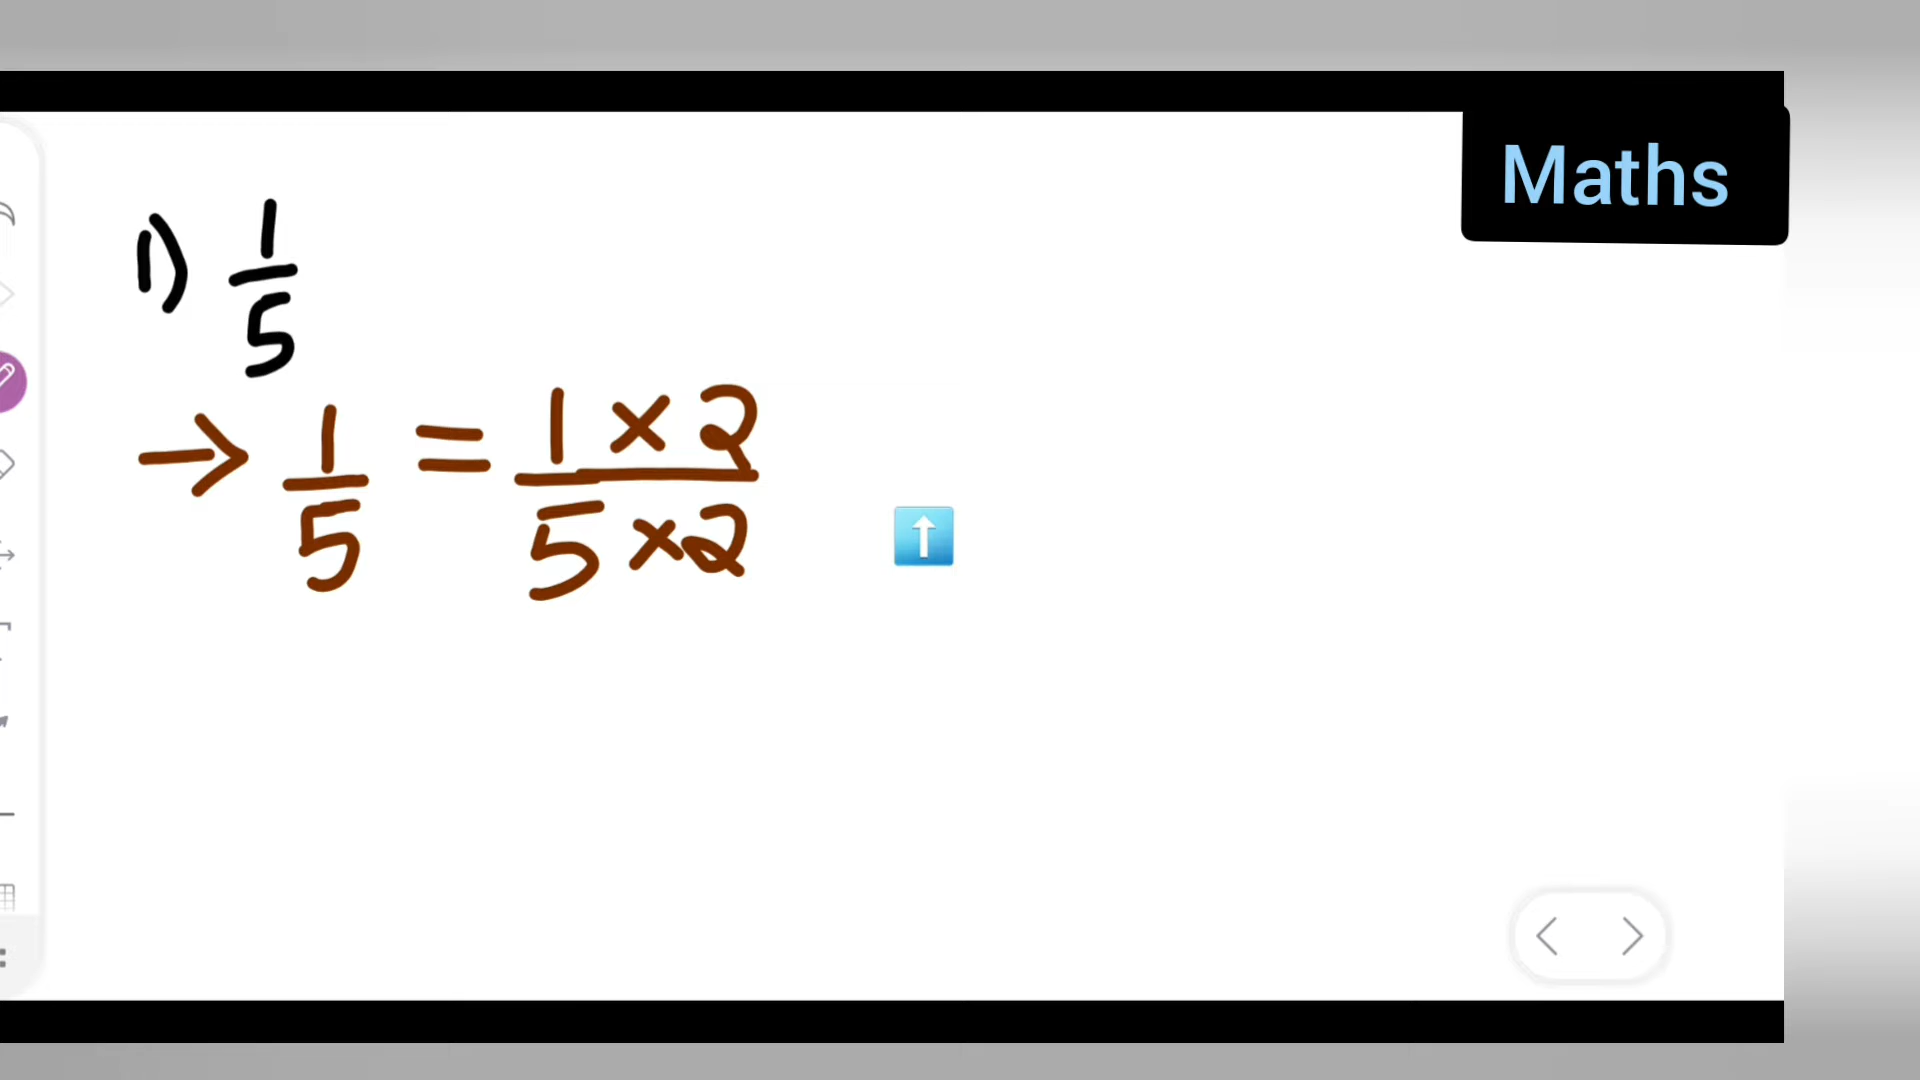 Maths
1) 1/5
→ 1/5 = 1 × 2/5 × 2